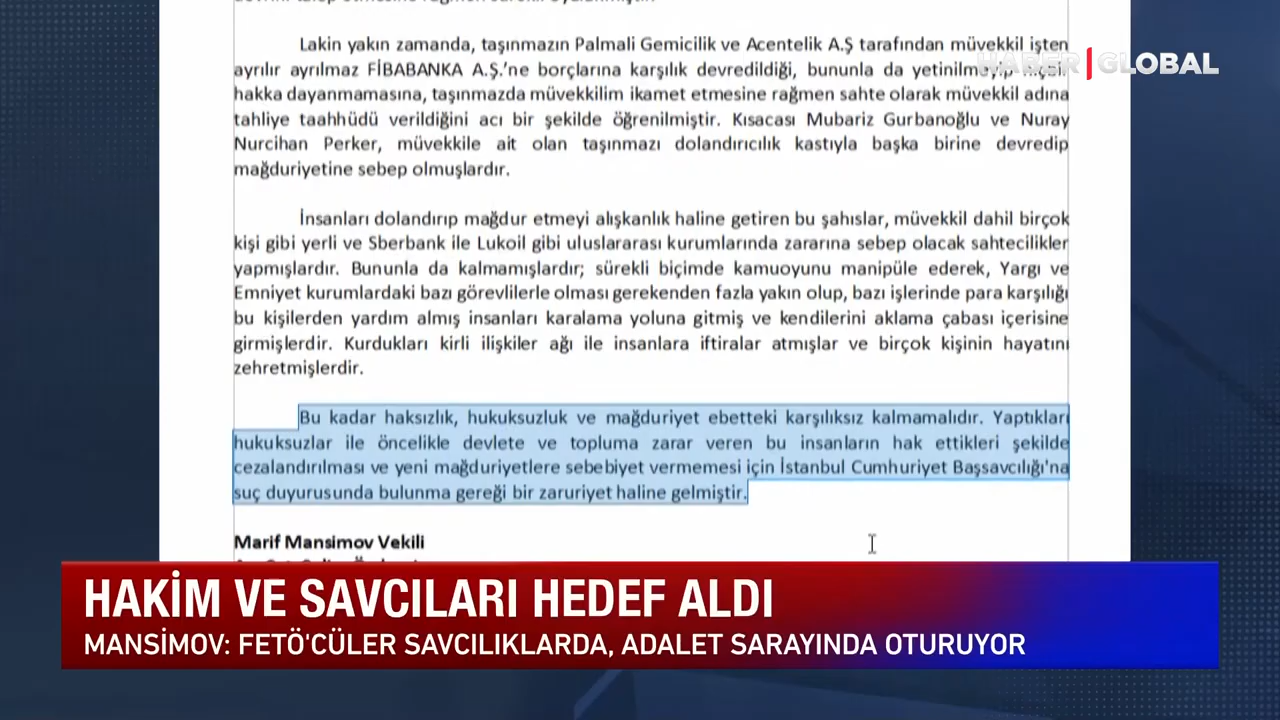 Lakin yakın zamanda, taşınmazın Palmali Gemicilik ve Acentelik A.Ş tarafından müvekkil işten
ayrılır ayrılmaz FİBABANKA A.Ş.'ne borçlarına karşılık devredildiği, bununla da
HABER GLOBAL
hakka dayanmamasına, taşınmazda müvekkilim ikamet etmesine rağmen sahte olarak müvekkil adına
tahliye taahhüdü verildiğini acı bir şekilde öğrenilmiştir. Kısacası Mubariz Gurbanoğlu ve Nuray
Nurcihan Perker, müvekkile ait olan taşınmazı dolandırıcılık kastıyla başka birine devredip
mağduriyetine sebep olmuşlardır.
İnsanları dolandırıp mağdur etmeyi alışkanlık haline getiren bu şahıslar, müvekkil dahil birçok
kişi gibi yerli ve Sberbank ile Lukoil gibi uluslararası kurumlarında zararına sebep olacak sahtecilikler
yapmışlardır. Bununla da kalmamışlardır; sürekli biçimde kamuoyunu manipüle ederek, Yargı ve
Emniyet kurumlardaki bazı görevlilerle olması gerekenden fazla yakın olup, bazı işlerinde para karşılığı
bu kişilerden yardım almış insanları karalama yoluna gitmiş ve kendilerini aklama çabası içerisine
girmişlerdir. Kurdukları kirli ilişkiler ağı ile insanlara iftiralar atmışlar ve birçok kişinin hayatını
zehretmişlerdir.
Bu kadar haksızlık, hukuksuzluk ve mağduriyet ebetteki karşılıksız kalmamalıdır. Yaptıkları
hukuksuzlar ile öncelikle devlete ve topluma zarar veren bu insanların hak ettikleri şekilde
cezalandırılması ve yeni mağduriyetlere sebebiyet vermemesi için İstanbul Cumhuriyet Başsavcılığı'na
suç duyurusunda bulunma gereği bir zaruriyet haline gelmiştir.
Marif Mansimov Vekili
HAKİM VE SAVCILARI HEDEF ALDI
MANSİMOV: FETÖ'CÜLER SAVCILIKLARDA, ADALET SARAYINDA OTURUYOR